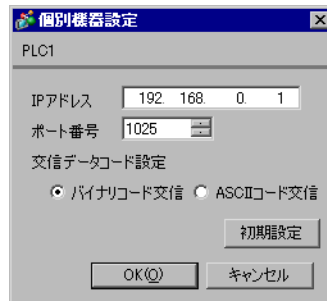 個別機器設定
PLC1
IPアドレス 192. 168. 0. 1
ポート番号 1025
交信データコード設定
バイナリコード交信 ASCIIコード交信
初期設定
OK(O) キャンセル